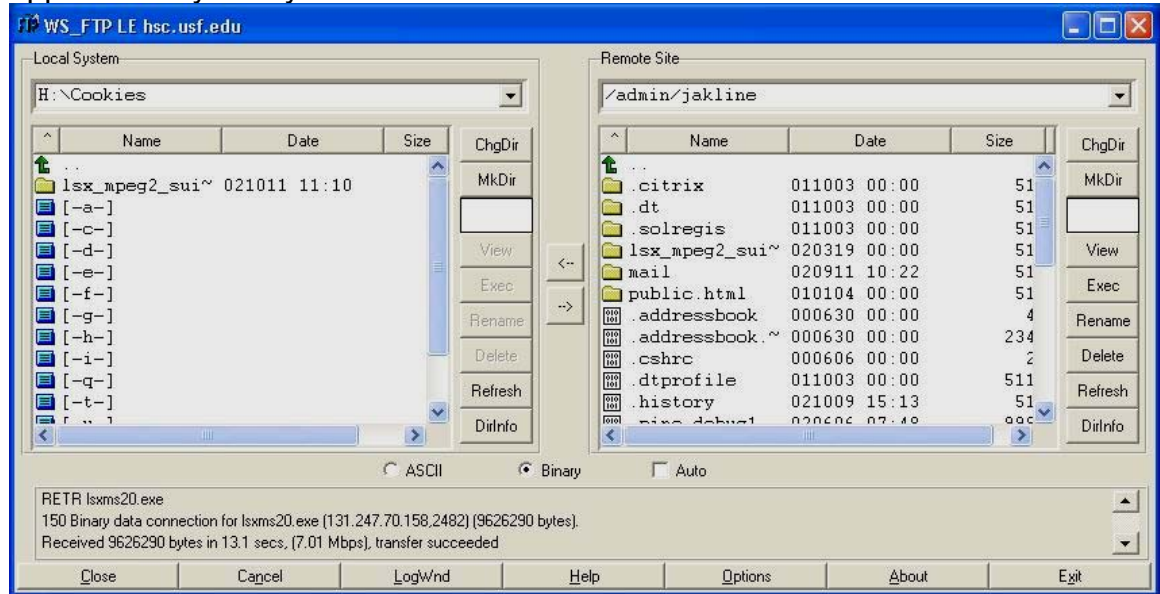 WS_FTP LE hsc.usf.edu
Local System
H:\Cookies
^ Name Date Size
..
lsx_mpeg2_sui~ 021011 11:10
[-a-]
[-c-]
[-d-]
[-e-]
[-f-]
[-g-]
[-h-]
[-i-]
[-q-]
[-t-]
ChgDir
MkDir
View
Exec
Rename
Delete
Refresh
DirInfo
<--
-->
Remote Site
/admin/jakline
^ Name Date Size
..
.citrix 011003 00:00 51
.dt 011003 00:00 51
.solregis 011003 00:00 51
lsx_mpeg2_sui~ 020319 00:00 51
mail 020911 10:22 51
public.html 010104 00:00 51
.addressbook 000630 00:00 4
.addressbook.~ 000630 00:00 234
.cshrc 000606 00:00 2
.dtprofile 011003 00:00 511
.history 021009 15:13 51
ChgDir
MkDir
View
Exec
Rename
Delete
Refresh
DirInfo
ASCII Binary Auto
RETR lsxms20.exe
150 Binary data connection for lsxms20.exe (131.247.70.158,2482) (9626290 bytes).
Received 9626290 bytes in 13.1 secs, (7.01 Mbps), transfer succeeded
Close Cancel LogWnd Help Options About Exit